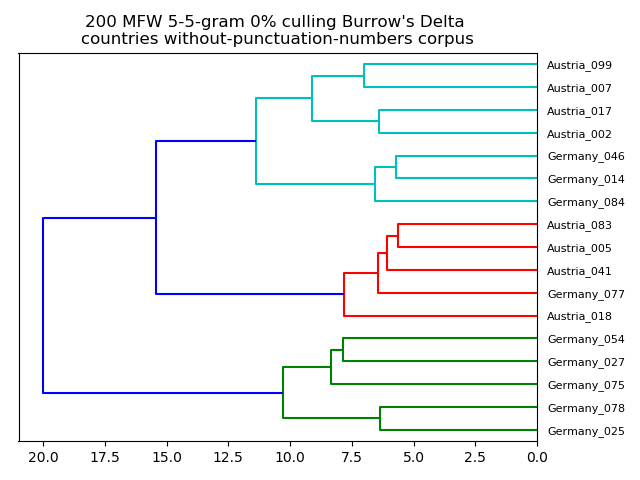 200 MFW 5-5-gram 0% culling Burrow's Delta
countries without-punctuation-numbers corpus
Austria_099
Austria_007
Austria_017
Austria_002
Germany_046
Germany_014
Germany_084
Austria_083
Austria_005
Austria_041
Germany_077
Austria_018
Germany_054
Germany_027
Germany_075
Germany_078
Germany_025
20.0 17.5 15.0 12.5 10.0 7.5 5.0 2.5 0.0